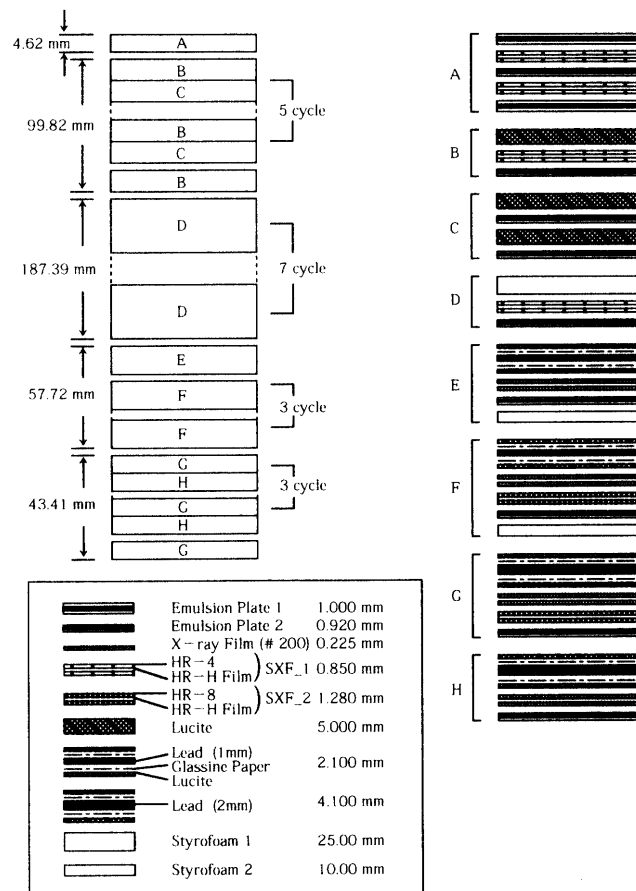 4.62 mm
A
B
C
5 cycle
99.82 mm
B
C
B
D
187.39 mm
7 cycle
D
E
57.72 mm
F
3 cycle
F
G
H
3 cycle
43.41 mm
G
H
G
A
B
C
D
E
F
G
H
Emulsion Plate 1 1.000 mm
Emulsion Plate 2 0.920 mm
X-ray Film (# 200) 0.225 mm
HR-4
HR-H Film ) SXF_1 0.850 mm
HR-8
HR-H Film ) SXF_2 1.280 mm
Lucite 5.000 mm
Lead (1mm)
Glassine Paper 2.100 mm
Lucite
Lead (2mm) 4.100 mm
Styrofoam 1 25.00 mm
Styrofoam 2 10.00 mm